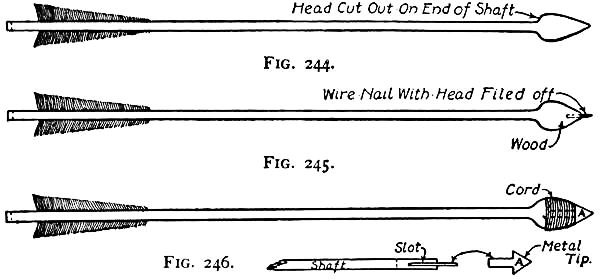 Head Cut Out On End of Shaft
FIG. 244.
Wire Nail With Head Filed off
Wood
FIG. 245.
Cord
A
FIG. 246.
Shaft
Slot
A
Metal
Tip.